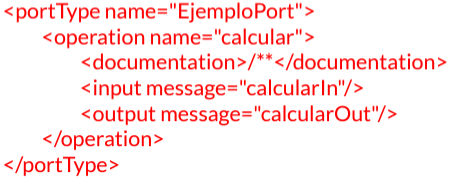 <portType name="EjemploPort">
<operation name="calcular">
<documentation>/**</documentation>
<input message="calcularIn"/>
<output message="calcularOut"/>
</operation>
</portType>